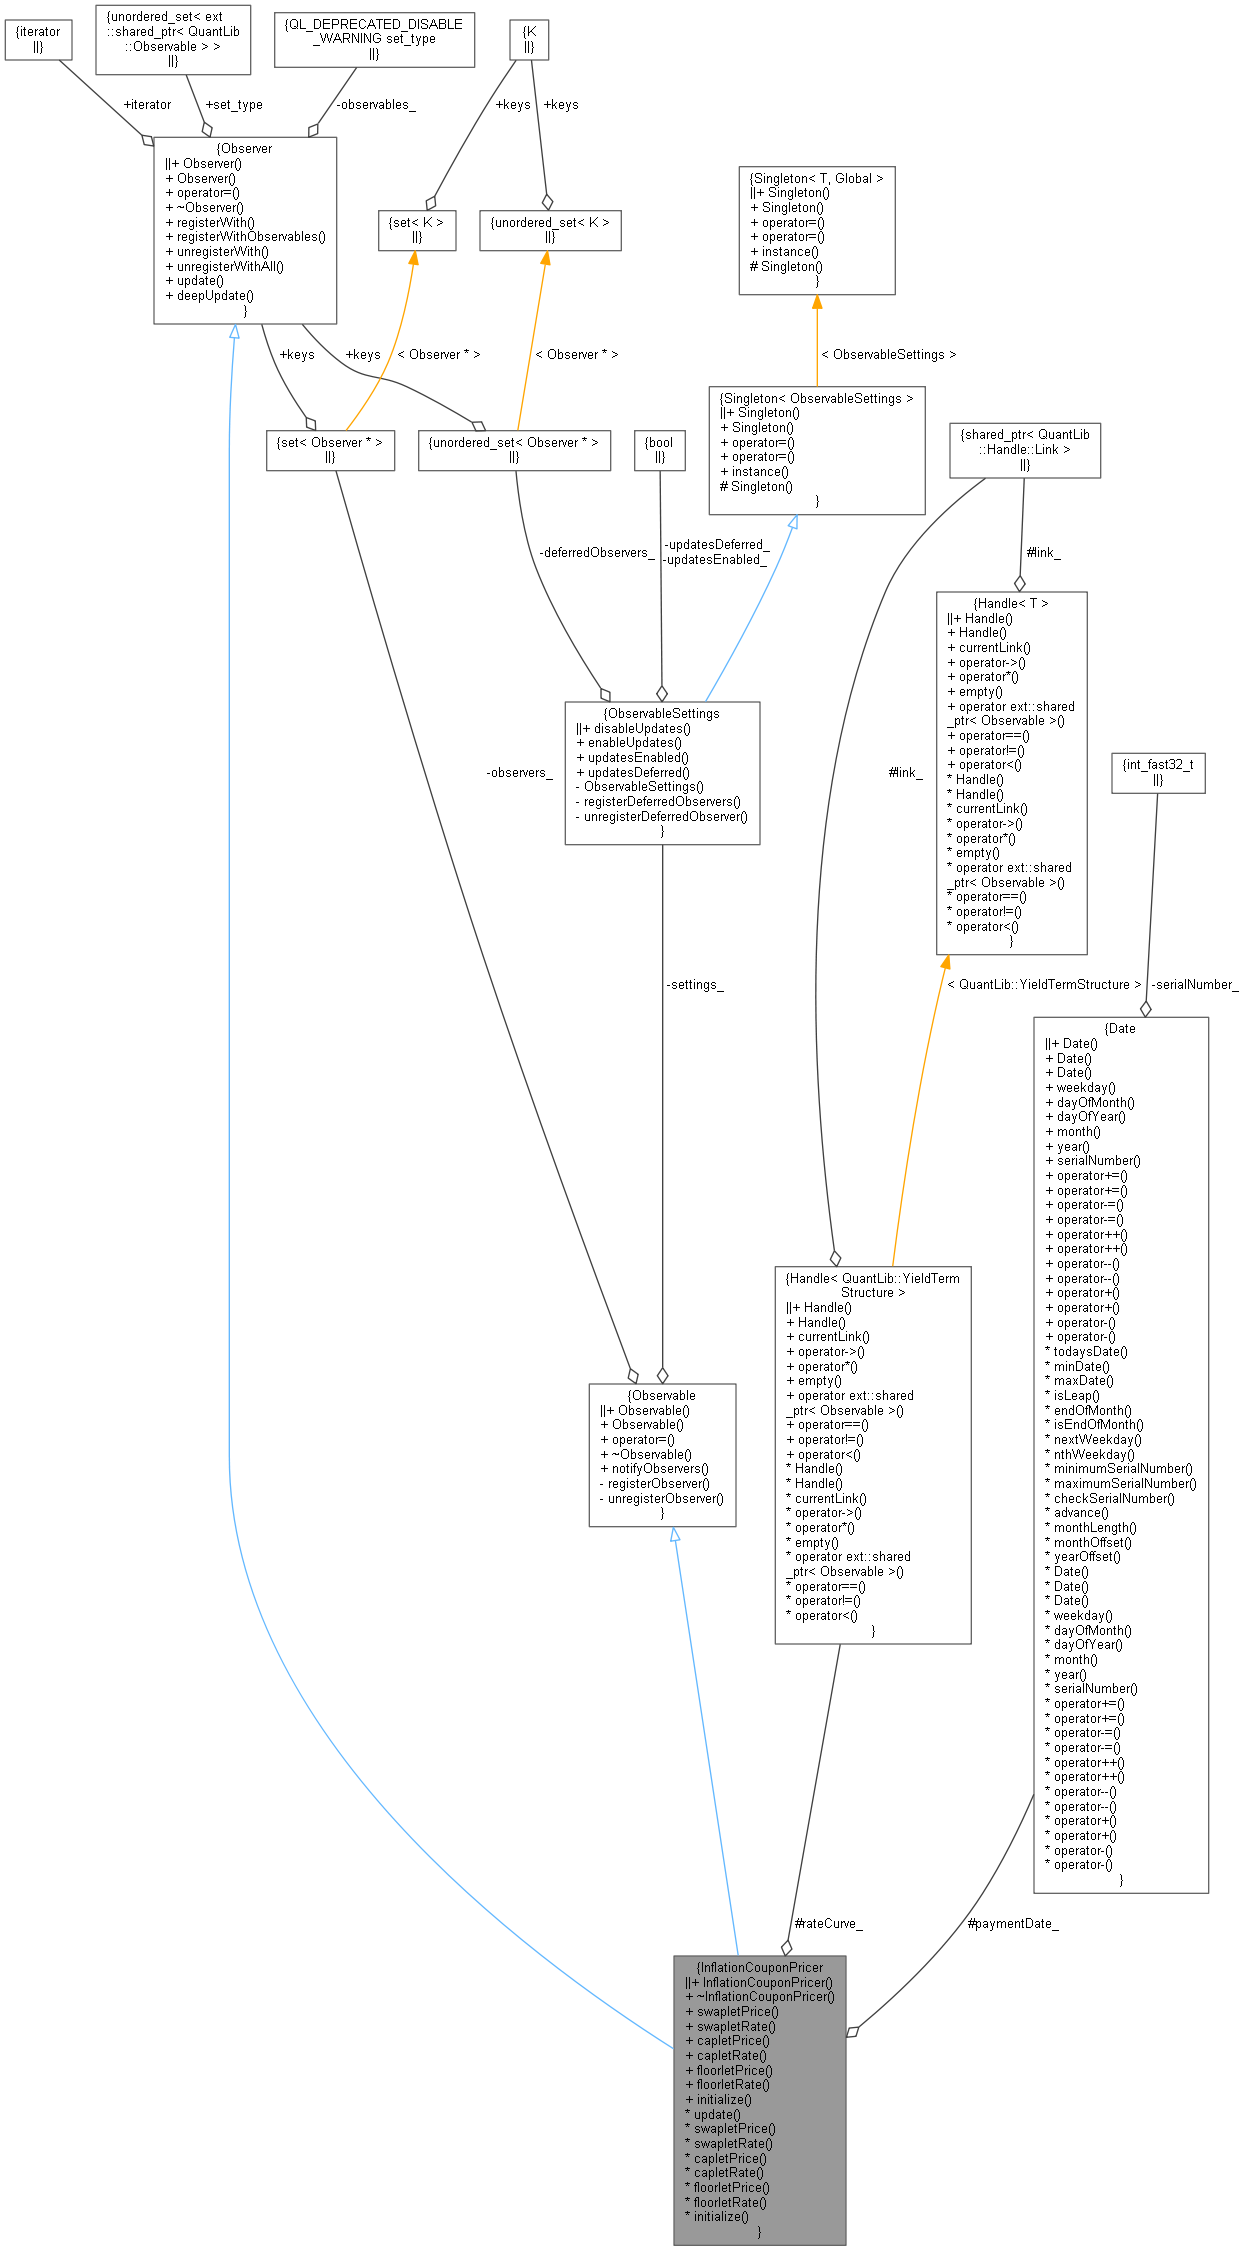 {iterator
||}
{unordered_set< ext
::shared_ptr< QuantLib
::Observable > >
||}
{QL_DEPRECATED_DISABLE
_WARNING set_type
||}
{K
||}
+iterator
+set_type
-observables_
+keys
+keys
{Observer
||+ Observer()
+ Observer()
+ operator=()
+ ~Observer()
+ registerWith()
+ registerWithObservables()
+ unregisterWith()
+ unregisterWithAll()
+ update()
+ deepUpdate()
}
{set< K >
||}
{unordered_set< K >
||}
{Singleton< T, Global >
||+ Singleton()
+ Singleton()
+ operator=()
+ operator=()
+ instance()
# Singleton()
}
+keys
+keys
< Observer * >
< Observer * >
< ObservableSettings >
{set< Observer * >
||}
{unordered_set< Observer * >
||}
{bool
||}
{Singleton< ObservableSettings >
||+ Singleton()
+ Singleton()
+ operator=()
+ operator=()
+ instance()
# Singleton()
}
{shared_ptr< QuantLib
::Handle::Link >
||}
-deferredObservers_
-updatesDeferred_
-updatesEnabled_
#link_
{Handle< T >
||+ Handle()
+ Handle()
+ currentLink()
+ operator->()
+ operator*()
+ empty()
+ operator ext::shared
_ptr< Observable >()
+ operator==()
+ operator!=()
+ operator<()
* Handle()
* Handle()
* currentLink()
* operator->()
* operator*()
* empty()
* operator ext::shared
_ptr< Observable >()
* operator==()
* operator!=()
* operator<()
}
{ObservableSettings
||+ disableUpdates()
+ enableUpdates()
+ updatesEnabled()
+ updatesDeferred()
- ObservableSettings()
- registerDeferredObservers()
- unregisterDeferredObserver()
}
-observers_
#link_
{int_fast32_t
||}
-settings_
< QuantLib::YieldTermStructure >
-serialNumber_
{Date
||+ Date()
+ Date()
+ Date()
+ weekday()
+ dayOfMonth()
+ dayOfYear()
+ month()
+ year()
+ serialNumber()
+ operator+=()
+ operator+=()
+ operator-=()
+ operator-=()
+ operator++()
+ operator++()
+ operator--()
+ operator--()
+ operator+()
+ operator+()
+ operator-()
+ operator-()
* todaysDate()
* minDate()
* maxDate()
* isLeap()
* endOfMonth()
* isEndOfMonth()
* nextWeekday()
* nthWeekday()
* minimumSerialNumber()
* maximumSerialNumber()
* checkSerialNumber()
* advance()
* monthLength()
* monthOffset()
* yearOffset()
* Date()
* Date()
* Date()
* weekday()
* dayOfMonth()
* dayOfYear()
* month()
* year()
* serialNumber()
* operator+=()
* operator+=()
* operator-=()
* operator-=()
* operator++()
* operator++()
* operator--()
* operator--()
* operator+()
* operator+()
* operator-()
* operator-()
}
{Handle< QuantLib::YieldTerm
Structure >
||+ Handle()
+ Handle()
+ currentLink()
+ operator->()
+ operator*()
+ empty()
+ operator ext::shared
_ptr< Observable >()
+ operator==()
+ operator!=()
+ operator<()
* Handle()
* Handle()
* currentLink()
* operator->()
* operator*()
* empty()
* operator ext::shared
_ptr< Observable >()
* operator==()
* operator!=()
* operator<()
}
{Observable
||+ Observable()
+ Observable()
+ operator=()
+ ~Observable()
+ notifyObservers()
- registerObserver()
- unregisterObserver()
}
#rateCurve_
#paymentDate_
{InflationCouponPricer
||+ InflationCouponPricer()
+ ~InflationCouponPricer()
+ swapletPrice()
+ swapletRate()
+ capletPrice()
+ capletRate()
+ floorletPrice()
+ floorletRate()
+ initialize()
* update()
* swapletPrice()
* swapletRate()
* capletPrice()
* capletRate()
* floorletPrice()
* floorletRate()
* initialize()
}